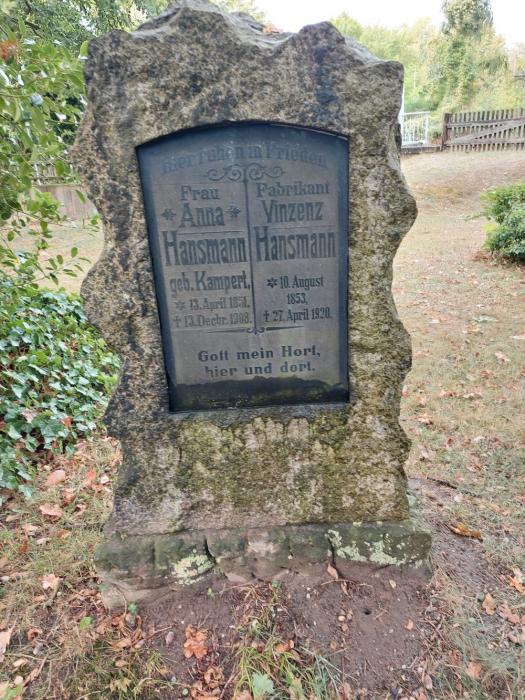 Hier ruhen in Frieden
Frau
Anna
Hansmann
geb. Kampert,
* 13. April 1851,
† 13. Decbr. 1908.
Fabrikant
Vinzenz
Hansmann
* 10. August
1853,
† 27. April 1920.
Gott mein Hort,
hier und dort.